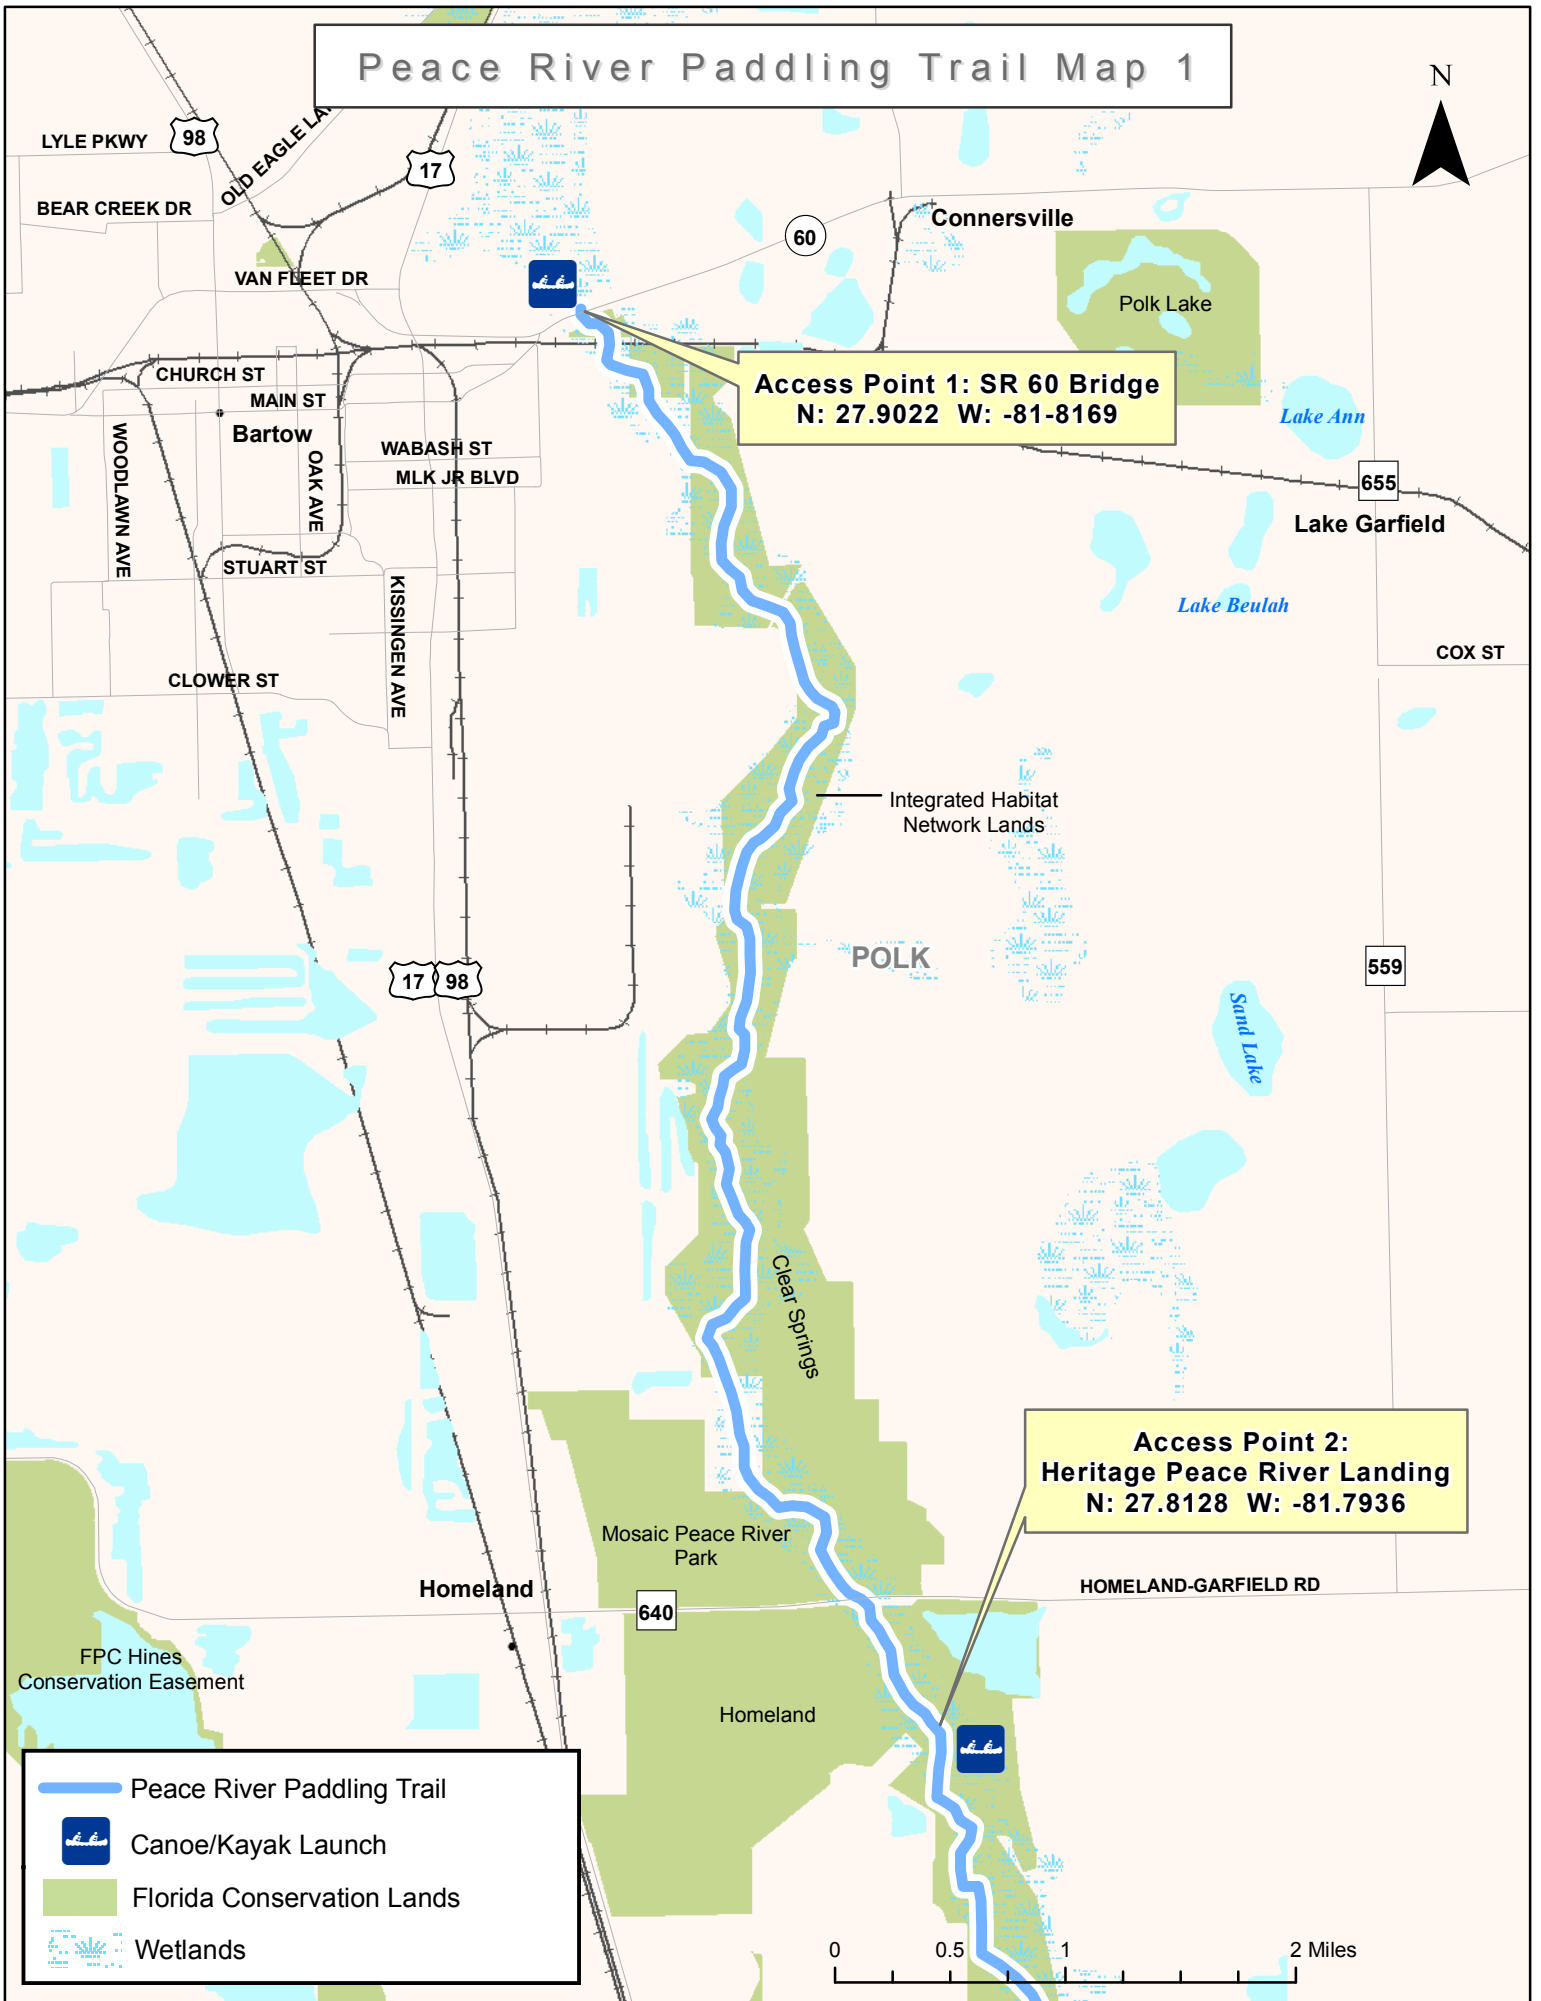 Peace River Paddling Trail Map 1
N
LYLE PKWY
98
OLD EAGLE
17
BEAR CREEK DR
60
Connersville
VAN FLEET DR
Polk Lake
Access Point 1: SR 60 Bridge
N: 27.9022 W: -81-8169
CHURCH ST
MAIN ST
Bartow
Lake Ann
WOODLAWN AVE
OAK AVE
WABASH ST
MLK JR BLVD
655
Lake Garfield
STUART ST
KISSINGEN AVE
Lake Beulah
COX ST
CLOWER ST
Integrated Habitat
Network Lands
POLK
17
98
559
Sand Lake
Clear Springs
Access Point 2:
Heritage Peace River Landing
N: 27.8128 W: -81.7936
Mosaic Peace River
Park
Homeland
HOMELAND-GARFIELD RD
640
FPC Hines
Conservation Easement
Homeland
Peace River Paddling Trail
Canoe/Kayak Launch
Florida Conservation Lands
Wetlands
0 0.5 1 2 Miles